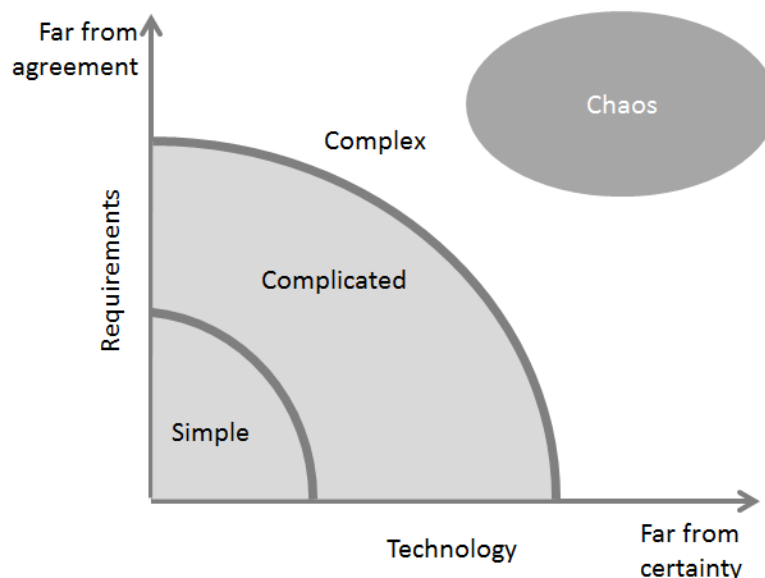 Far from
agreement
Chaos
Complex
Requirements
Complicated
Simple
Technology
Far from
certainty